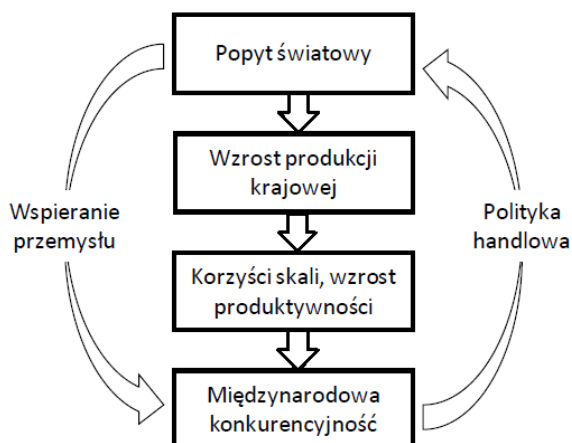 Popyt światowy
Wzrost produkcji
krajowej
Wspieranie
przemysłu
Polityka
handlowa
Korzyści skali, wzrost
produktywności
Międzynarodowa
konkurencyjność